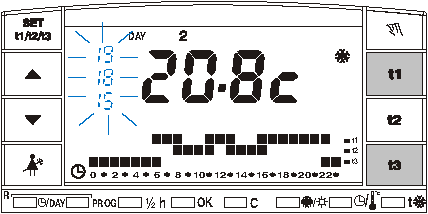 SET
t1/t2/t3
DAY 2
19
18
15
20.8c
t1
t2
t3
t1
t2
t3
0 2 4 6 8 10 12 14 16 18 20 22
R /DAY PROG ½ h OK C / / t